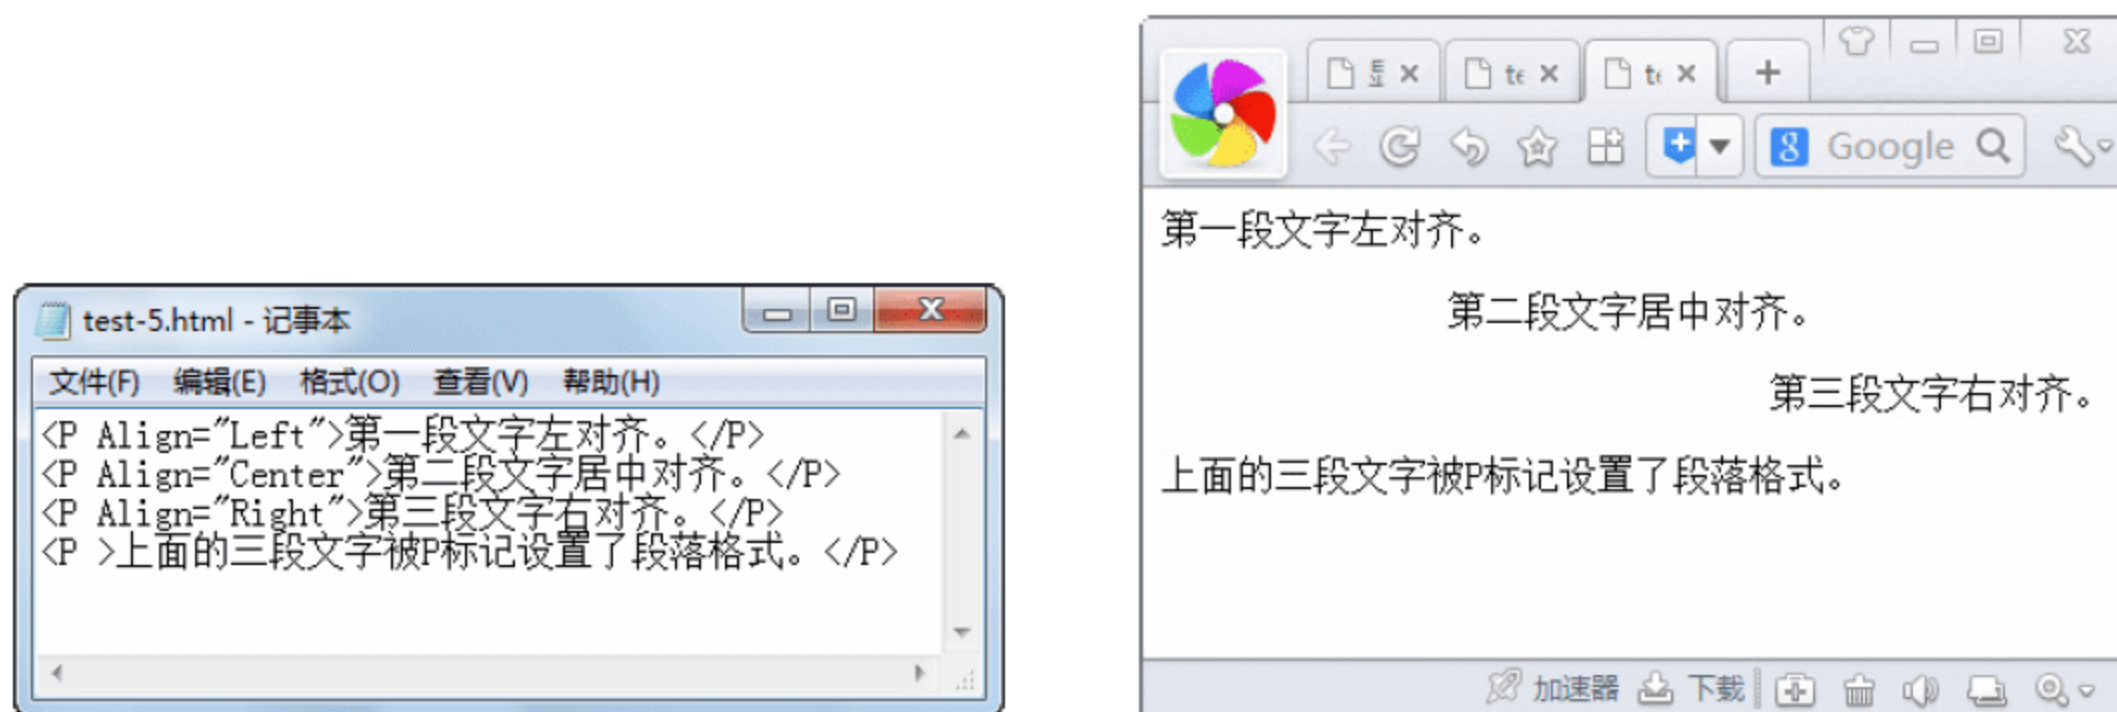 test-5.html - 记事本
文件(F) 编辑(E) 格式(O) 查看(V) 帮助(H)
<P Align="Left">第一段文字左对齐。</P>
<P Align="Center">第二段文字居中对齐。</P>
<P Align="Right">第三段文字右对齐。</P>
<P >上面的三段文字被P标记设置了段落格式。</P>
te
Google
第一段文字左对齐。
第二段文字居中对齐。
第三段文字右对齐。
上面的三段文字被P标记设置了段落格式。
加速器 下载